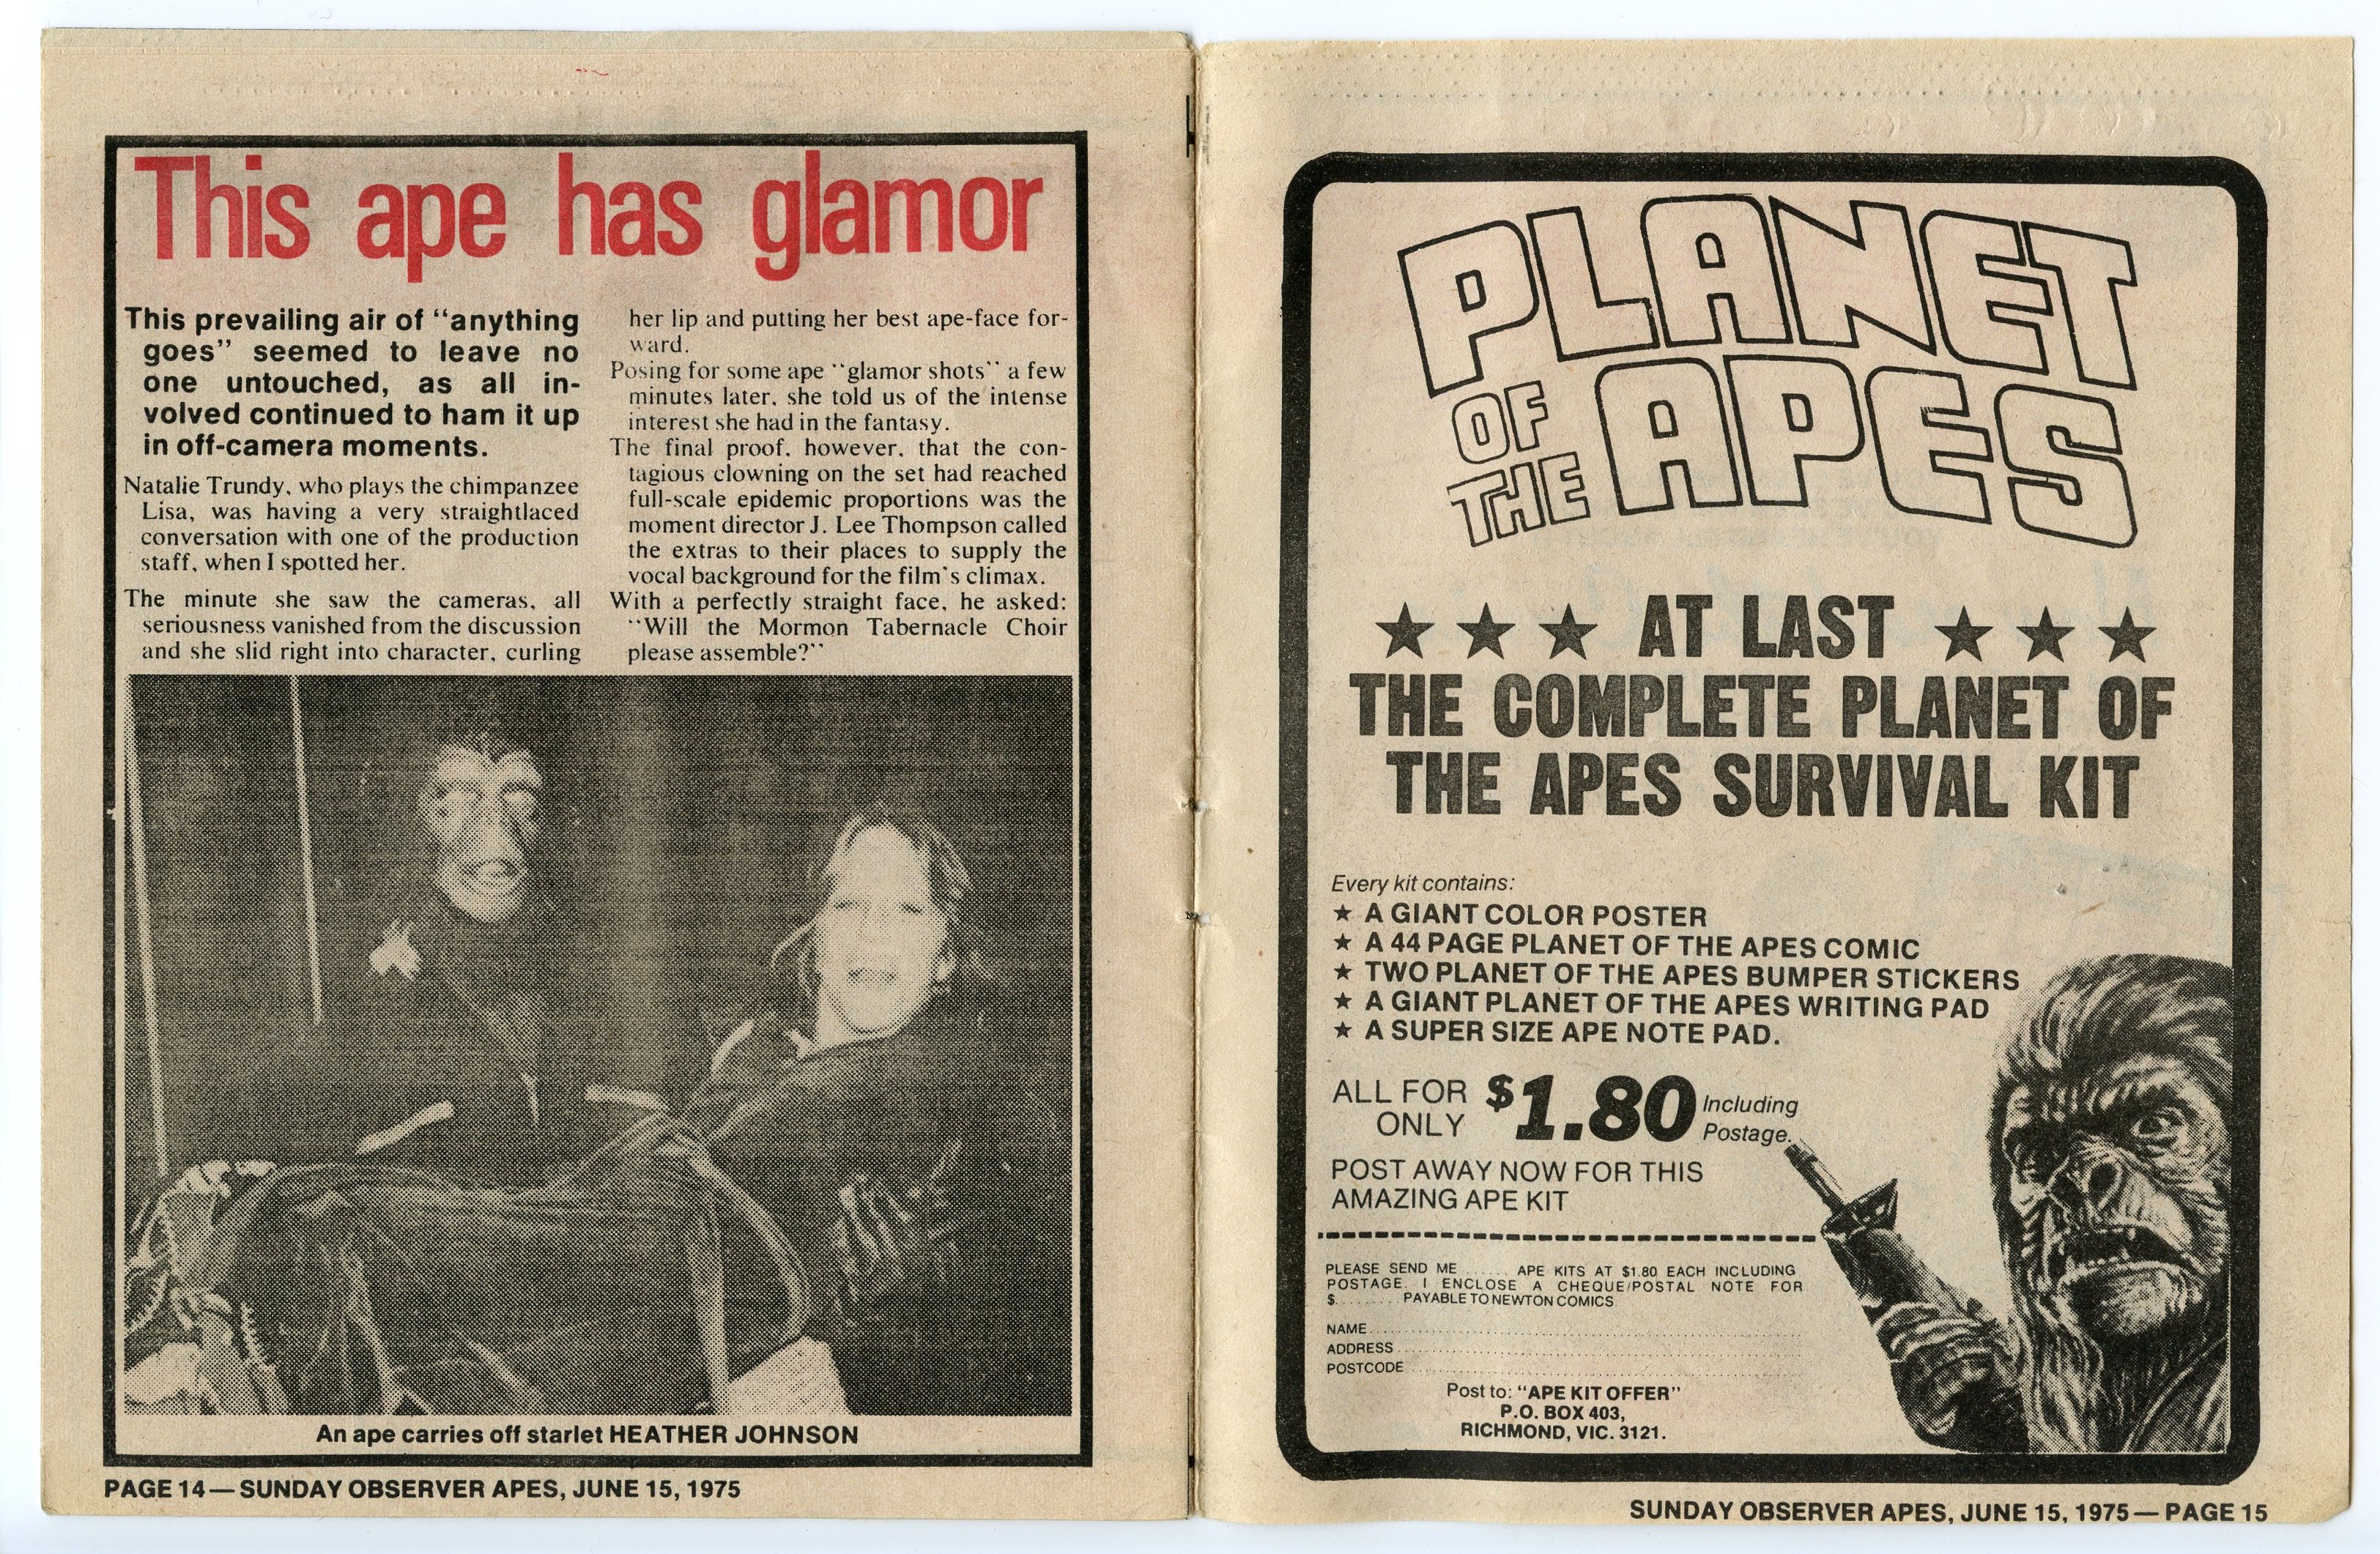 This ape has glamor
This prevailing air of “anything
goes” seemed to leave no
one untouched, as all in-
volved continued to ham it up
in off-camera moments.
Natalie Trundy, who plays the chimpanzee
Lisa, was having a very straightlaced
conversation with one of the production
staff, when I spotted her.
The minute she saw the cameras, all
seriousness vanished from the discussion
and she slid right into character, curling
her lip and putting her best ape-face for-
ward.
Posing for some ape “glamor shots” a few
minutes later, she told us of the intense
interest she had in the fantasy.
The final proof, however, that the con-
tagious clowning on the set had reached
full-scale epidemic proportions was the
moment director J. Lee Thompson called
the extras to their places to supply the
vocal background for the film's climax.
With a perfectly straight face, he asked:
“Will the Mormon Tabernacle Choir
please assemble?”
An ape carries off starlet HEATHER JOHNSON
PAGE 14 — SUNDAY OBSERVER APES, JUNE 15, 1975
PLANET
OF
THE APES
★ ★ ★ AT LAST ★ ★ ★
THE COMPLETE PLANET OF
THE APES SURVIVAL KIT
Every kit contains:
★ A GIANT COLOR POSTER
★ A 44 PAGE PLANET OF THE APES COMIC
★ TWO PLANET OF THE APES BUMPER STICKERS
★ A GIANT PLANET OF THE APES WRITING PAD
★ A SUPER SIZE APE NOTE PAD.
ALL FOR ONLY $1.80 Including Postage.
POST AWAY NOW FOR THIS
AMAZING APE KIT
PLEASE SEND ME ...... APE KITS AT $1.80 EACH INCLUDING
POSTAGE. I ENCLOSE A CHEQUE/POSTAL NOTE FOR
$......... PAYABLE TO NEWTON COMICS
NAME
ADDRESS
POSTCODE
Post to: “APE KIT OFFER”
P.O. BOX 403,
RICHMOND, VIC. 3121.
SUNDAY OBSERVER APES, JUNE 15, 1975 — PAGE 15